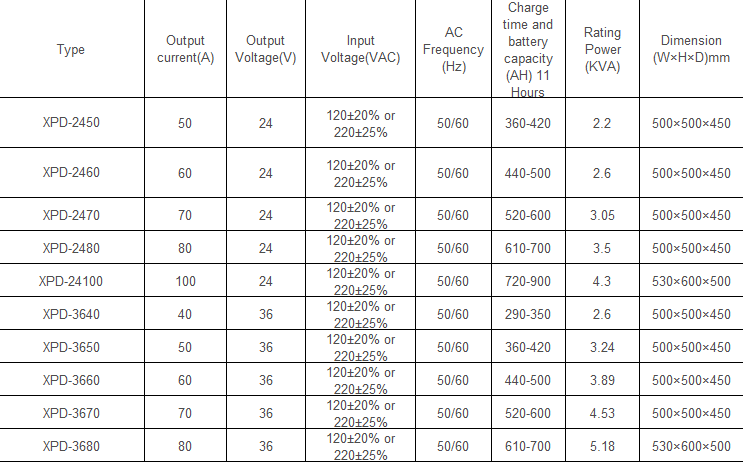 Type Output current(A) Output Voltage(V) Input Voltage(VAC) AC Frequency (Hz) Charge time and battery capacity (AH) 11 Hours Rating Power (KVA) Dimension (W×H×D)mm
XPD-2450 50 24 120±20% or 220±25% 50/60 360-420 2.2 500×500×450
XPD-2460 60 24 120±20% or 220±25% 50/60 440-500 2.6 500×500×450
XPD-2470 70 24 120±20% or 220±25% 50/60 520-600 3.05 500×500×450
XPD-2480 80 24 120±20% or 220±25% 50/60 610-700 3.5 500×500×450
XPD-24100 100 24 120±20% or 220±25% 50/60 720-900 4.3 530×600×500
XPD-3640 40 36 120±20% or 220±25% 50/60 290-350 2.6 500×500×450
XPD-3650 50 36 120±20% or 220±25% 50/60 360-420 3.24 500×500×450
XPD-3660 60 36 120±20% or 220±25% 50/60 440-500 3.89 500×500×450
XPD-3670 70 36 120±20% or 220±25% 50/60 520-600 4.53 500×500×450
XPD-3680 80 36 120±20% or 220±25% 50/60 610-700 5.18 530×600×500